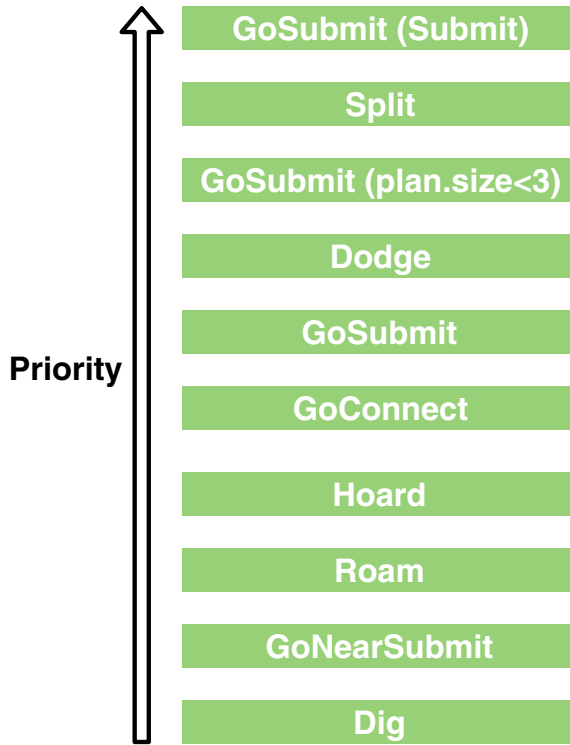 GoSubmit (Submit)
Split
GoSubmit (plan.size<3)
Dodge
GoSubmit
Priority
GoConnect
Hoard
Roam
GoNearSubmit
Dig